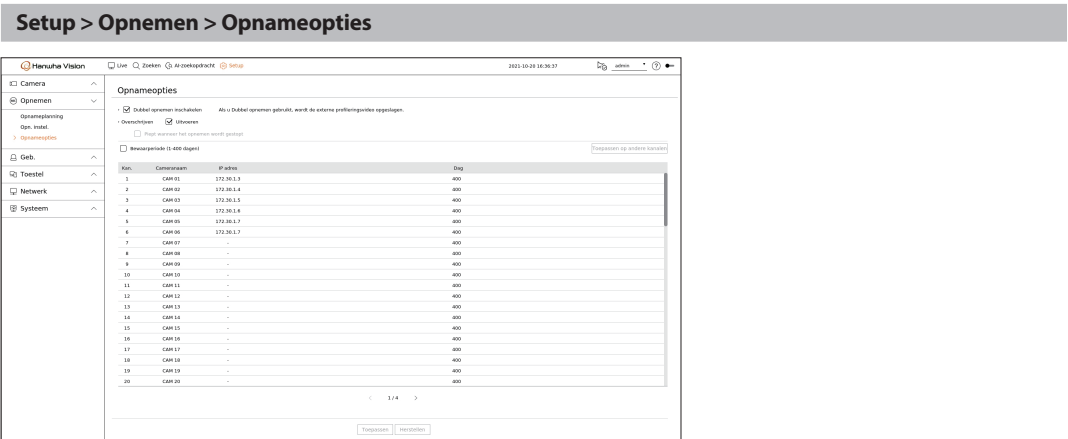 Setup > Opnemen > Opnameopties
Hanwha Vision
Live Zoeken AI-zoekopdracht Setup 2021-10-20 16:36:37 admin ?
Camera
Opnemen
Opnameplanning
Opn. instel.
> Opnameopties
Geb.
Toestel
Netwerk
Systeem
Opnameopties
Dubbel opnemen inschakelen Als u Dubbel opnemen gebruikt, wordt de externe profileringsvideo opgeslagen.
Overschrijven Uitvoeren
Piept wanneer het opnemen wordt gestopt
Bewaarperiode (1-400 dagen) Toepassen op andere kanalen
Kan. Cameranaam IP adres Dag
1 CAM 01 172.30.1.3 400
2 CAM 02 172.30.1.4 400
3 CAM 03 172.30.1.5 400
4 CAM 04 172.30.1.6 400
5 CAM 05 172.30.1.7 400
6 CAM 06 172.30.1.7 400
7 CAM 07 - 400
8 CAM 08 - 400
9 CAM 09 - 400
10 CAM 10 - 400
11 CAM 11 - 400
12 CAM 12 - 400
13 CAM 13 - 400
14 CAM 14 - 400
15 CAM 15 - 400
16 CAM 16 - 400
17 CAM 17 - 400
18 CAM 18 - 400
19 CAM 19 - 400
20 CAM 20 - 400
< 1 / 4 >
Toepassen Herstellen